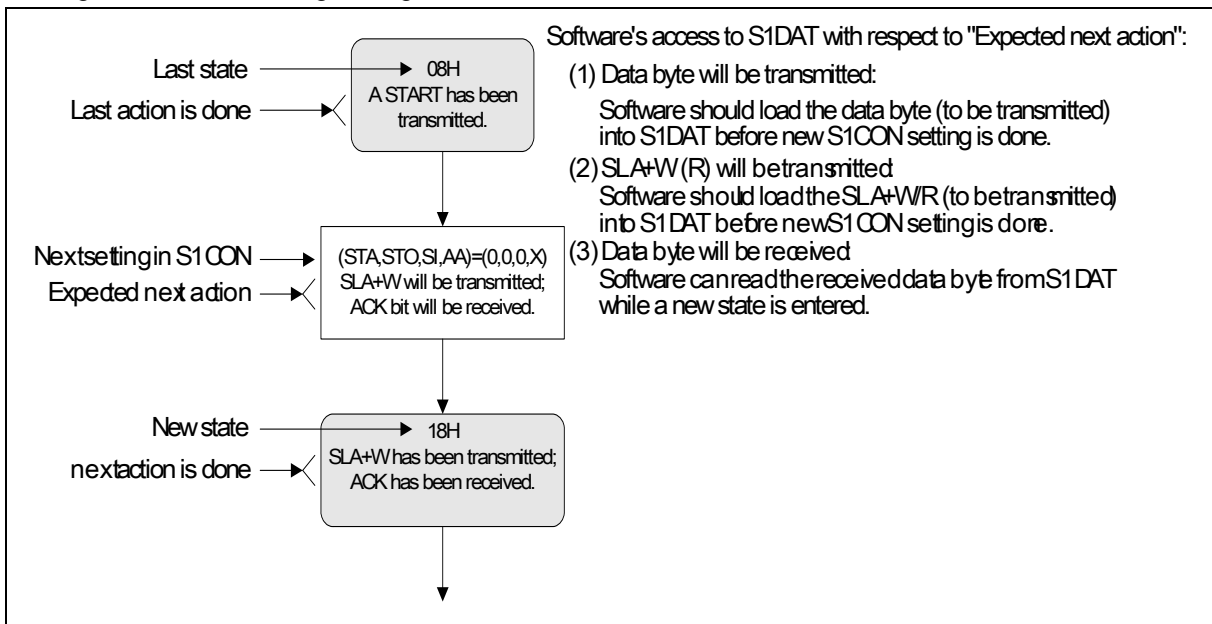 Software's access to S1DAT with respect to "Expected next action":
(1) Data byte will be transmitted:
Software should load the data byte (to be transmitted)
into S1DAT before new S1CON setting is done.
(2) SLA+W (R) will be transmitted:
Software should load the SLA+W/R (to be transmitted)
into S1DAT before new S1CON setting is done.
(3) Data byte will be received:
Software can read the received data byte from S1DAT
while a new state is entered.
Last state
Last action is done
08H
A START has been
transmitted.
Next setting in S1CON
Expected next action
(STA,STO,SI,AA)=(0,0,0,X)
SLA+W will be transmitted;
ACK bit will be received.
New state
next action is done
18H
SLA+W has been transmitted;
ACK has been received.